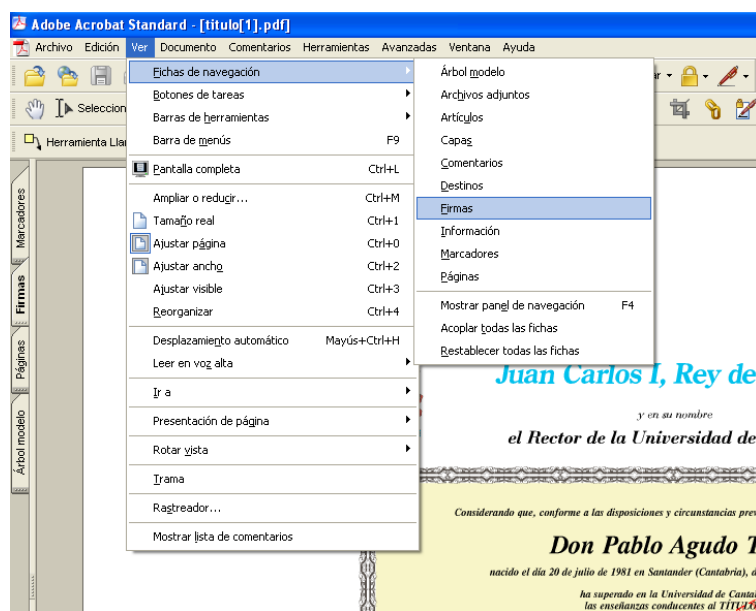 Adobe Acrobat Standard - [titulo[1].pdf]
Archivo Edición Ver Documento Comentarios Herramientas Avanzadas Ventana Ayuda
Seleccion
Herramienta Lla
Fichas de navegación
Botones de tareas
Barras de herramientas
Barra de menús F9
Pantalla completa Ctrl+L
Ampliar o reducir... Ctrl+M
Tamaño real Ctrl+1
Ajustar página Ctrl+0
Ajustar ancho Ctrl+2
Ajustar visible Ctrl+3
Reorganizar Ctrl+4
Desplazamiento automático Mayús+Ctrl+H
Leer en voz alta
Ir a
Presentación de página
Rotar vista
Trama
Rastreador...
Mostrar lista de comentarios
Árbol modelo
Archivos adjuntos
Artículos
Capas
Comentarios
Destinos
Firmas
Información
Marcadores
Páginas
Mostrar panel de navegación F4
Acoplar todas las fichas
Restablecer todas las fichas
Marcadores
Firmas
Páginas
Árbol modelo
Juan Carlos I, Rey de
y en su nombre
el Rector de la Universidad de
Considerando que, conforme a las disposiciones y circunstancias prev
Don Pablo Agudo T
nacido el día 20 de julio de 1981 en Santander (Cantabria), d
ha superado en la Universidad de Canta
las enseñanzas conducentes al TÍTU